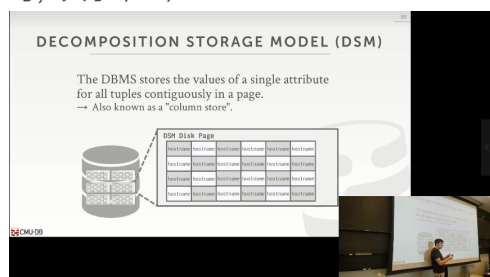 33
DECOMPOSITION STORAGE MODEL (DSM)
The DBMS stores the values of a single attribute
for all tuples contiguously in a page.
→ Also known as a "column store".
DSM Disk Page
hostname hostname hostname hostname hostname hostname
hostname hostname hostname hostname hostname hostname
hostname hostname hostname hostname hostname hostname
hostname hostname hostname hostname hostname hostname
CMU·DB